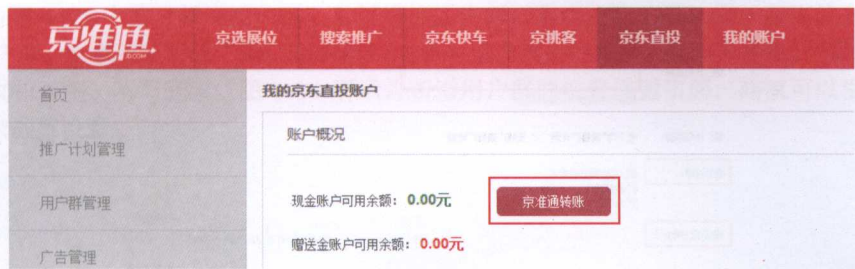 京准通 京选展位 搜索推广 京东快车 京挑客 京东直投 我的账户
JD.COM
首页
我的京东直投账户
账户概况
推广计划管理
用户群管理
现金账户可用余额：0.00元 京准通转账
赠送金账户可用余额：0.00元
广告管理